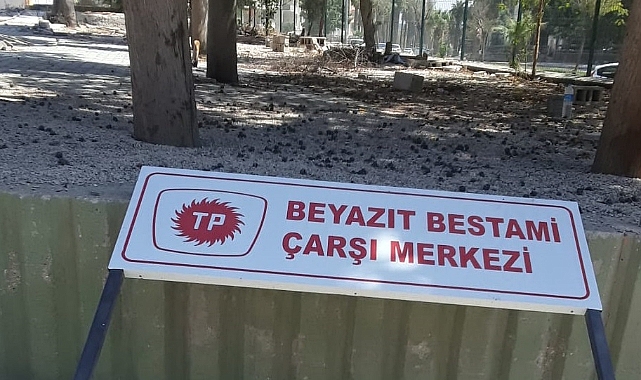 TP
BEYAZIT BESTAMİ
ÇARŞI MERKEZİ